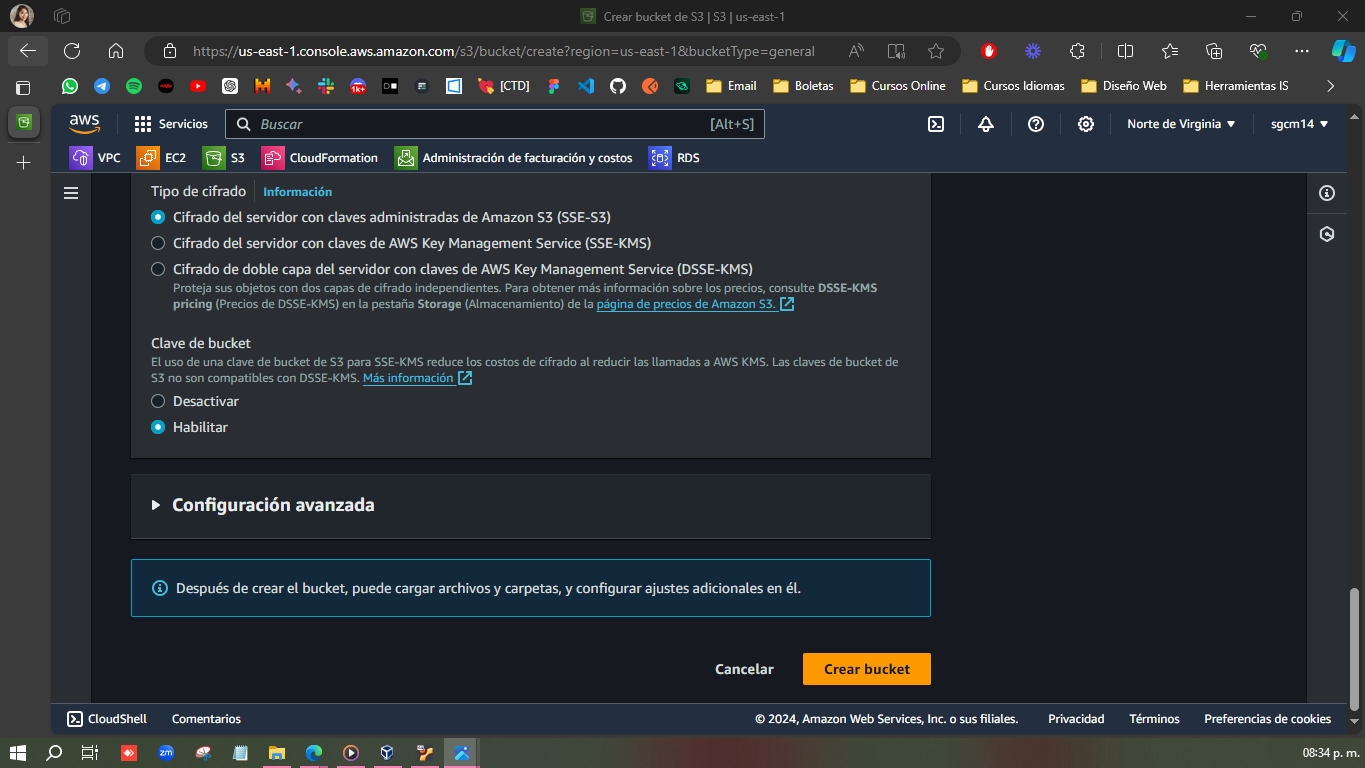 Crear bucket de S3 | S3 | us-east-1
https://us-east-1.console.aws.amazon.com/s3/bucket/create?region=us-east-1&bucketType=general
1k+
[CTD]
Email
Boletas
Cursos Online
Cursos Idiomas
Diseño Web
Herramientas IS
aws
Servicios
Buscar
[Alt+S]
Norte de Virginia
sgcm14
VPC
EC2
S3
CloudFormation
Administración de facturación y costos
RDS
Tipo de cifrado
Información
Cifrado del servidor con claves administradas de Amazon S3 (SSE-S3)
Cifrado del servidor con claves de AWS Key Management Service (SSE-KMS)
Cifrado de doble capa del servidor con claves de AWS Key Management Service (DSSE-KMS)
Proteja sus objetos con dos capas de cifrado independientes. Para obtener más información sobre los precios, consulte DSSE-KMS
pricing (Precios de DSSE-KMS) en la pestaña Storage (Almacenamiento) de la página de precios de Amazon S3.
Clave de bucket
El uso de una clave de bucket de S3 para SSE-KMS reduce los costos de cifrado al reducir las llamadas a AWS KMS. Las claves de bucket de
S3 no son compatibles con DSSE-KMS. Más información
Desactivar
Habilitar
Configuración avanzada
Después de crear el bucket, puede cargar archivos y carpetas, y configurar ajustes adicionales en él.
Cancelar
Crear bucket
CloudShell
Comentarios
© 2024, Amazon Web Services, Inc. o sus filiales.
Privacidad
Términos
Preferencias de cookies
zm
08:34 p. m.